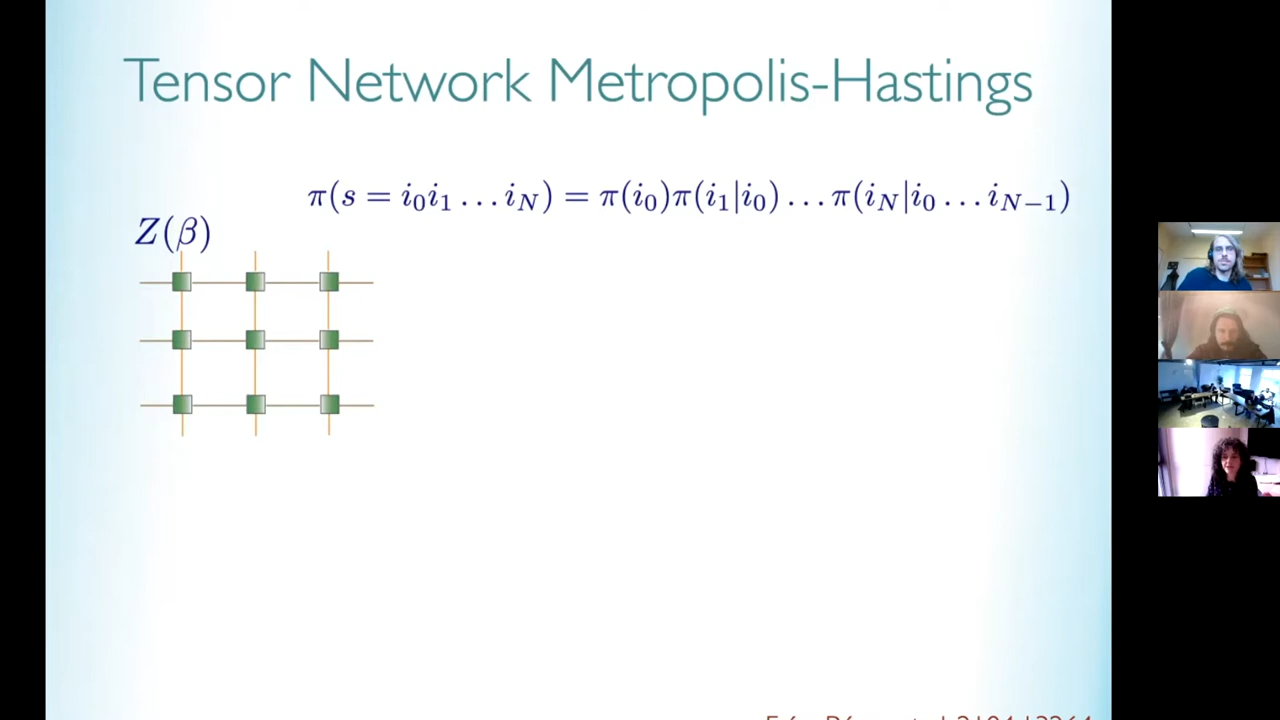 Tensor Network Metropolis-Hastings
π(s = i₀i₁ … i_N) = π(i₀)π(i₁|i₀) … π(i_N|i₀ … i_{N−1})
Z(β)